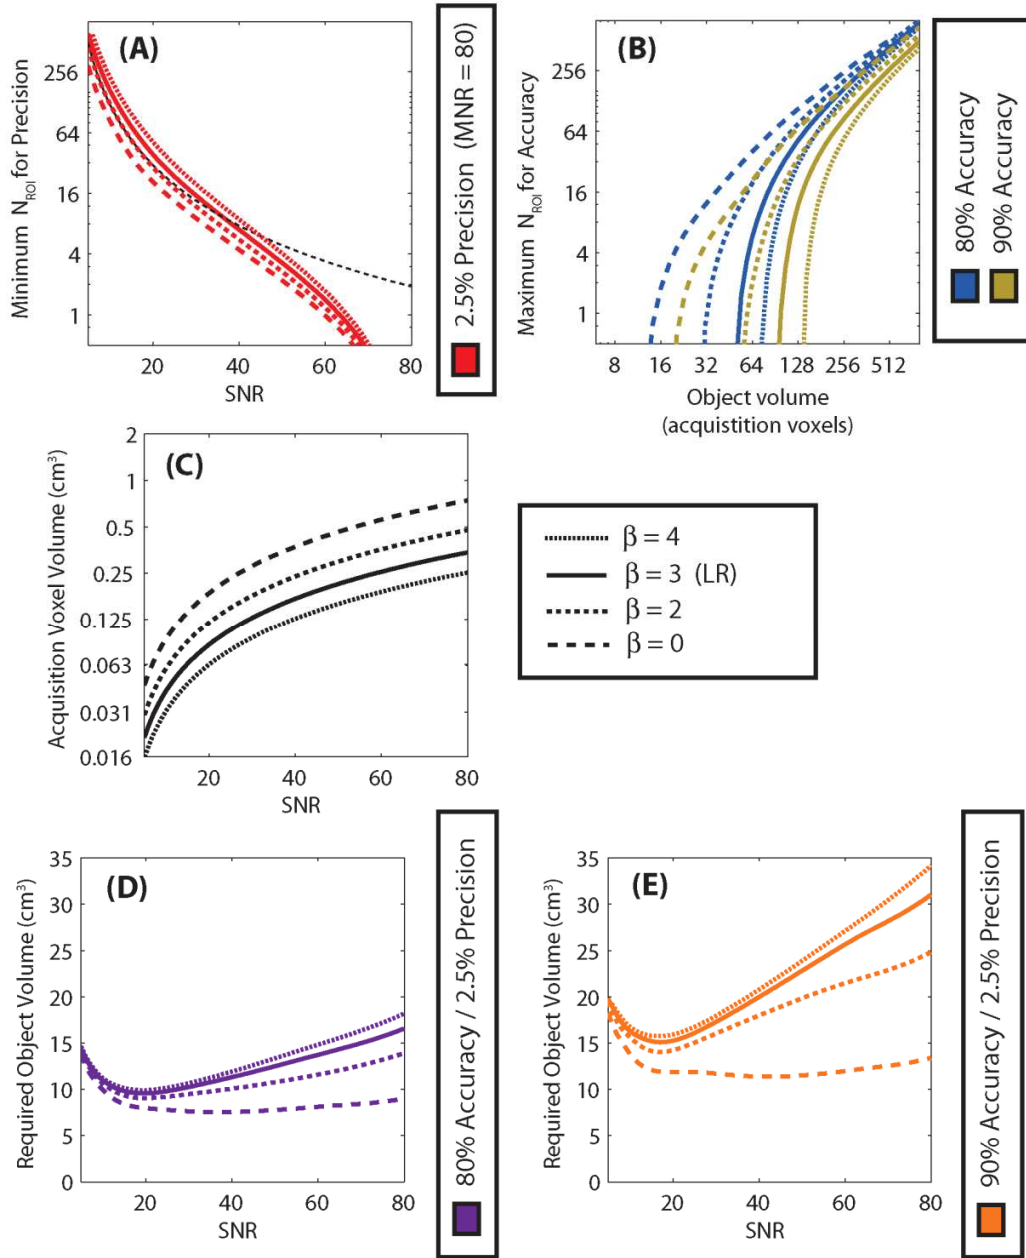 (A)
Minimum N_ROI for Precision
256
64
16
4
1
20 40 60 80
SNR
2.5% Precision (MNR = 80)
(B)
Maximum N_ROI for Accuracy
256
64
16
4
1
8 16 32 64 128 256 512
Object volume
(acquistition voxels)
80% Accuracy
90% Accuracy
(C)
Acquisition Voxel Volume (cm³)
2
1
0.5
0.25
0.125
0.063
0.031
0.016
20 40 60 80
SNR
β = 4
β = 3 (LR)
β = 2
β = 0
(D)
Required Object Volume (cm³)
35
30
25
20
15
10
5
0
20 40 60 80
SNR
80% Accuracy / 2.5% Precision
(E)
Required Object Volume (cm³)
35
30
25
20
15
10
5
0
20 40 60 80
SNR
90% Accuracy / 2.5% Precision